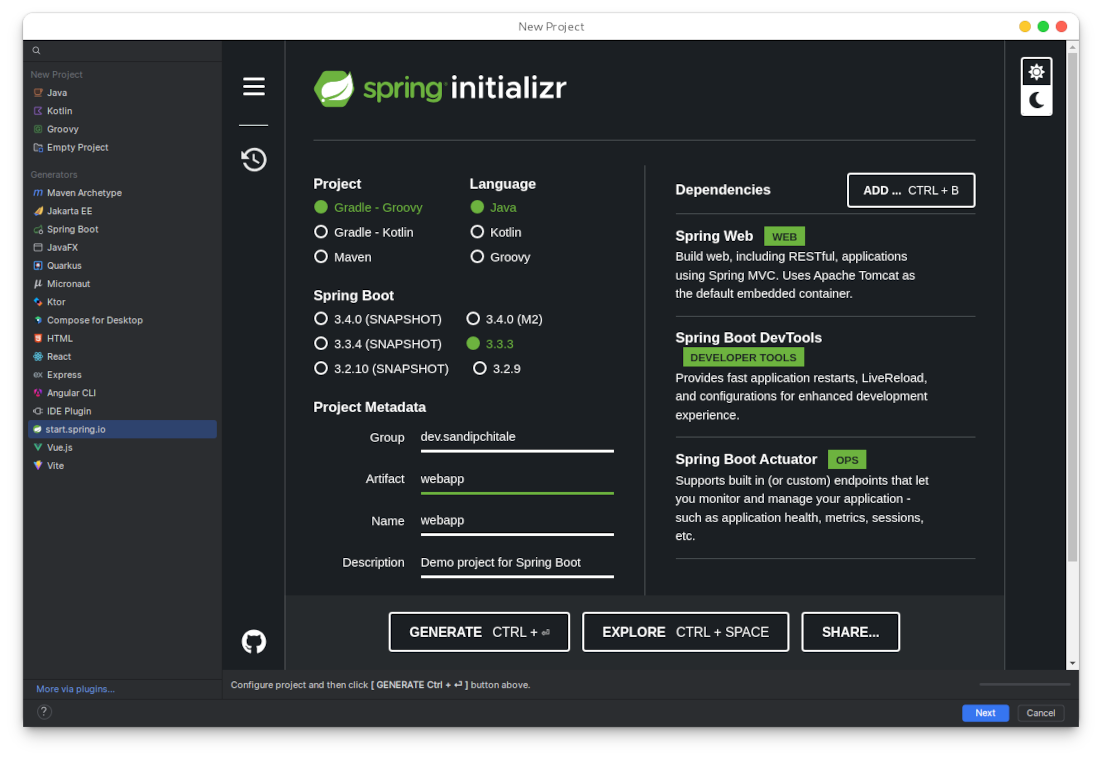 New Project
New Project
Java
Kotlin
Groovy
Empty Project
Generators
Maven Archetype
Jakarta EE
Spring Boot
JavaFX
Quarkus
Micronaut
Ktor
Compose for Desktop
HTML
React
Express
Angular CLI
IDE Plugin
start.spring.io
Vue.js
Vite
More via plugins...
spring initializr
Project
Gradle - Groovy
Gradle - Kotlin
Maven
Language
Java
Kotlin
Groovy
Spring Boot
3.4.0 (SNAPSHOT) 3.4.0 (M2)
3.3.4 (SNAPSHOT) 3.3.3
3.2.10 (SNAPSHOT) 3.2.9
Project Metadata
Group dev.sandipchitale
Artifact webapp
Name webapp
Description Demo project for Spring Boot
Dependencies ADD ... CTRL + B
Spring Web WEB
Build web, including RESTful, applications
using Spring MVC. Uses Apache Tomcat as
the default embedded container.
Spring Boot DevTools
DEVELOPER TOOLS
Provides fast application restarts, LiveReload,
and configurations for enhanced development
experience.
Spring Boot Actuator OPS
Supports built in (or custom) endpoints that let
you monitor and manage your application -
such as application health, metrics, sessions,
etc.
GENERATE CTRL + ⏎ EXPLORE CTRL + SPACE SHARE...
Configure project and then click [ GENERATE Ctrl + ⏎ ] button above.
? Next Cancel